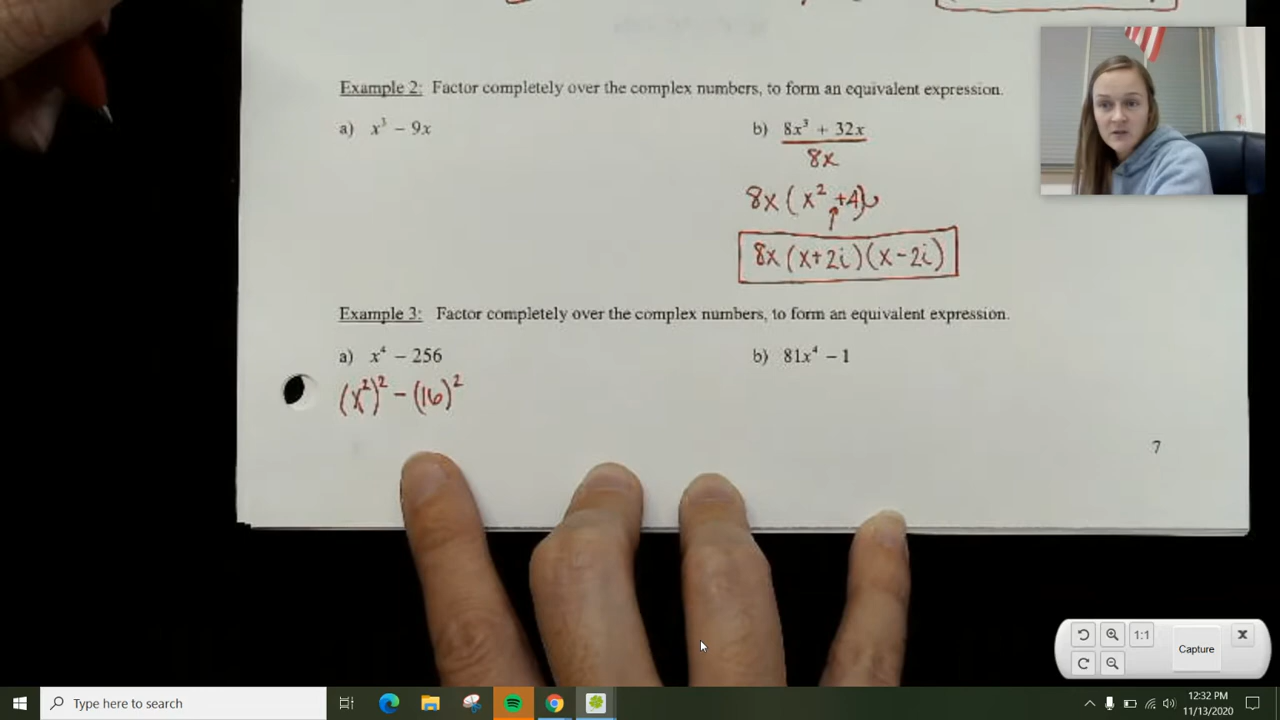 Example 2: Factor completely over the complex numbers, to form an equivalent expression.
a) x³ − 9x
b) 8x³ + 32x
8x
8x(x² +4)
8x(x+2i)(x−2i)
Example 3: Factor completely over the complex numbers, to form an equivalent expression.
a) x⁴ − 256
b) 81x⁴ − 1
(x²)² − (16)²
7
1:1
Capture
X
Type here to search
12:32 PM
11/13/2020